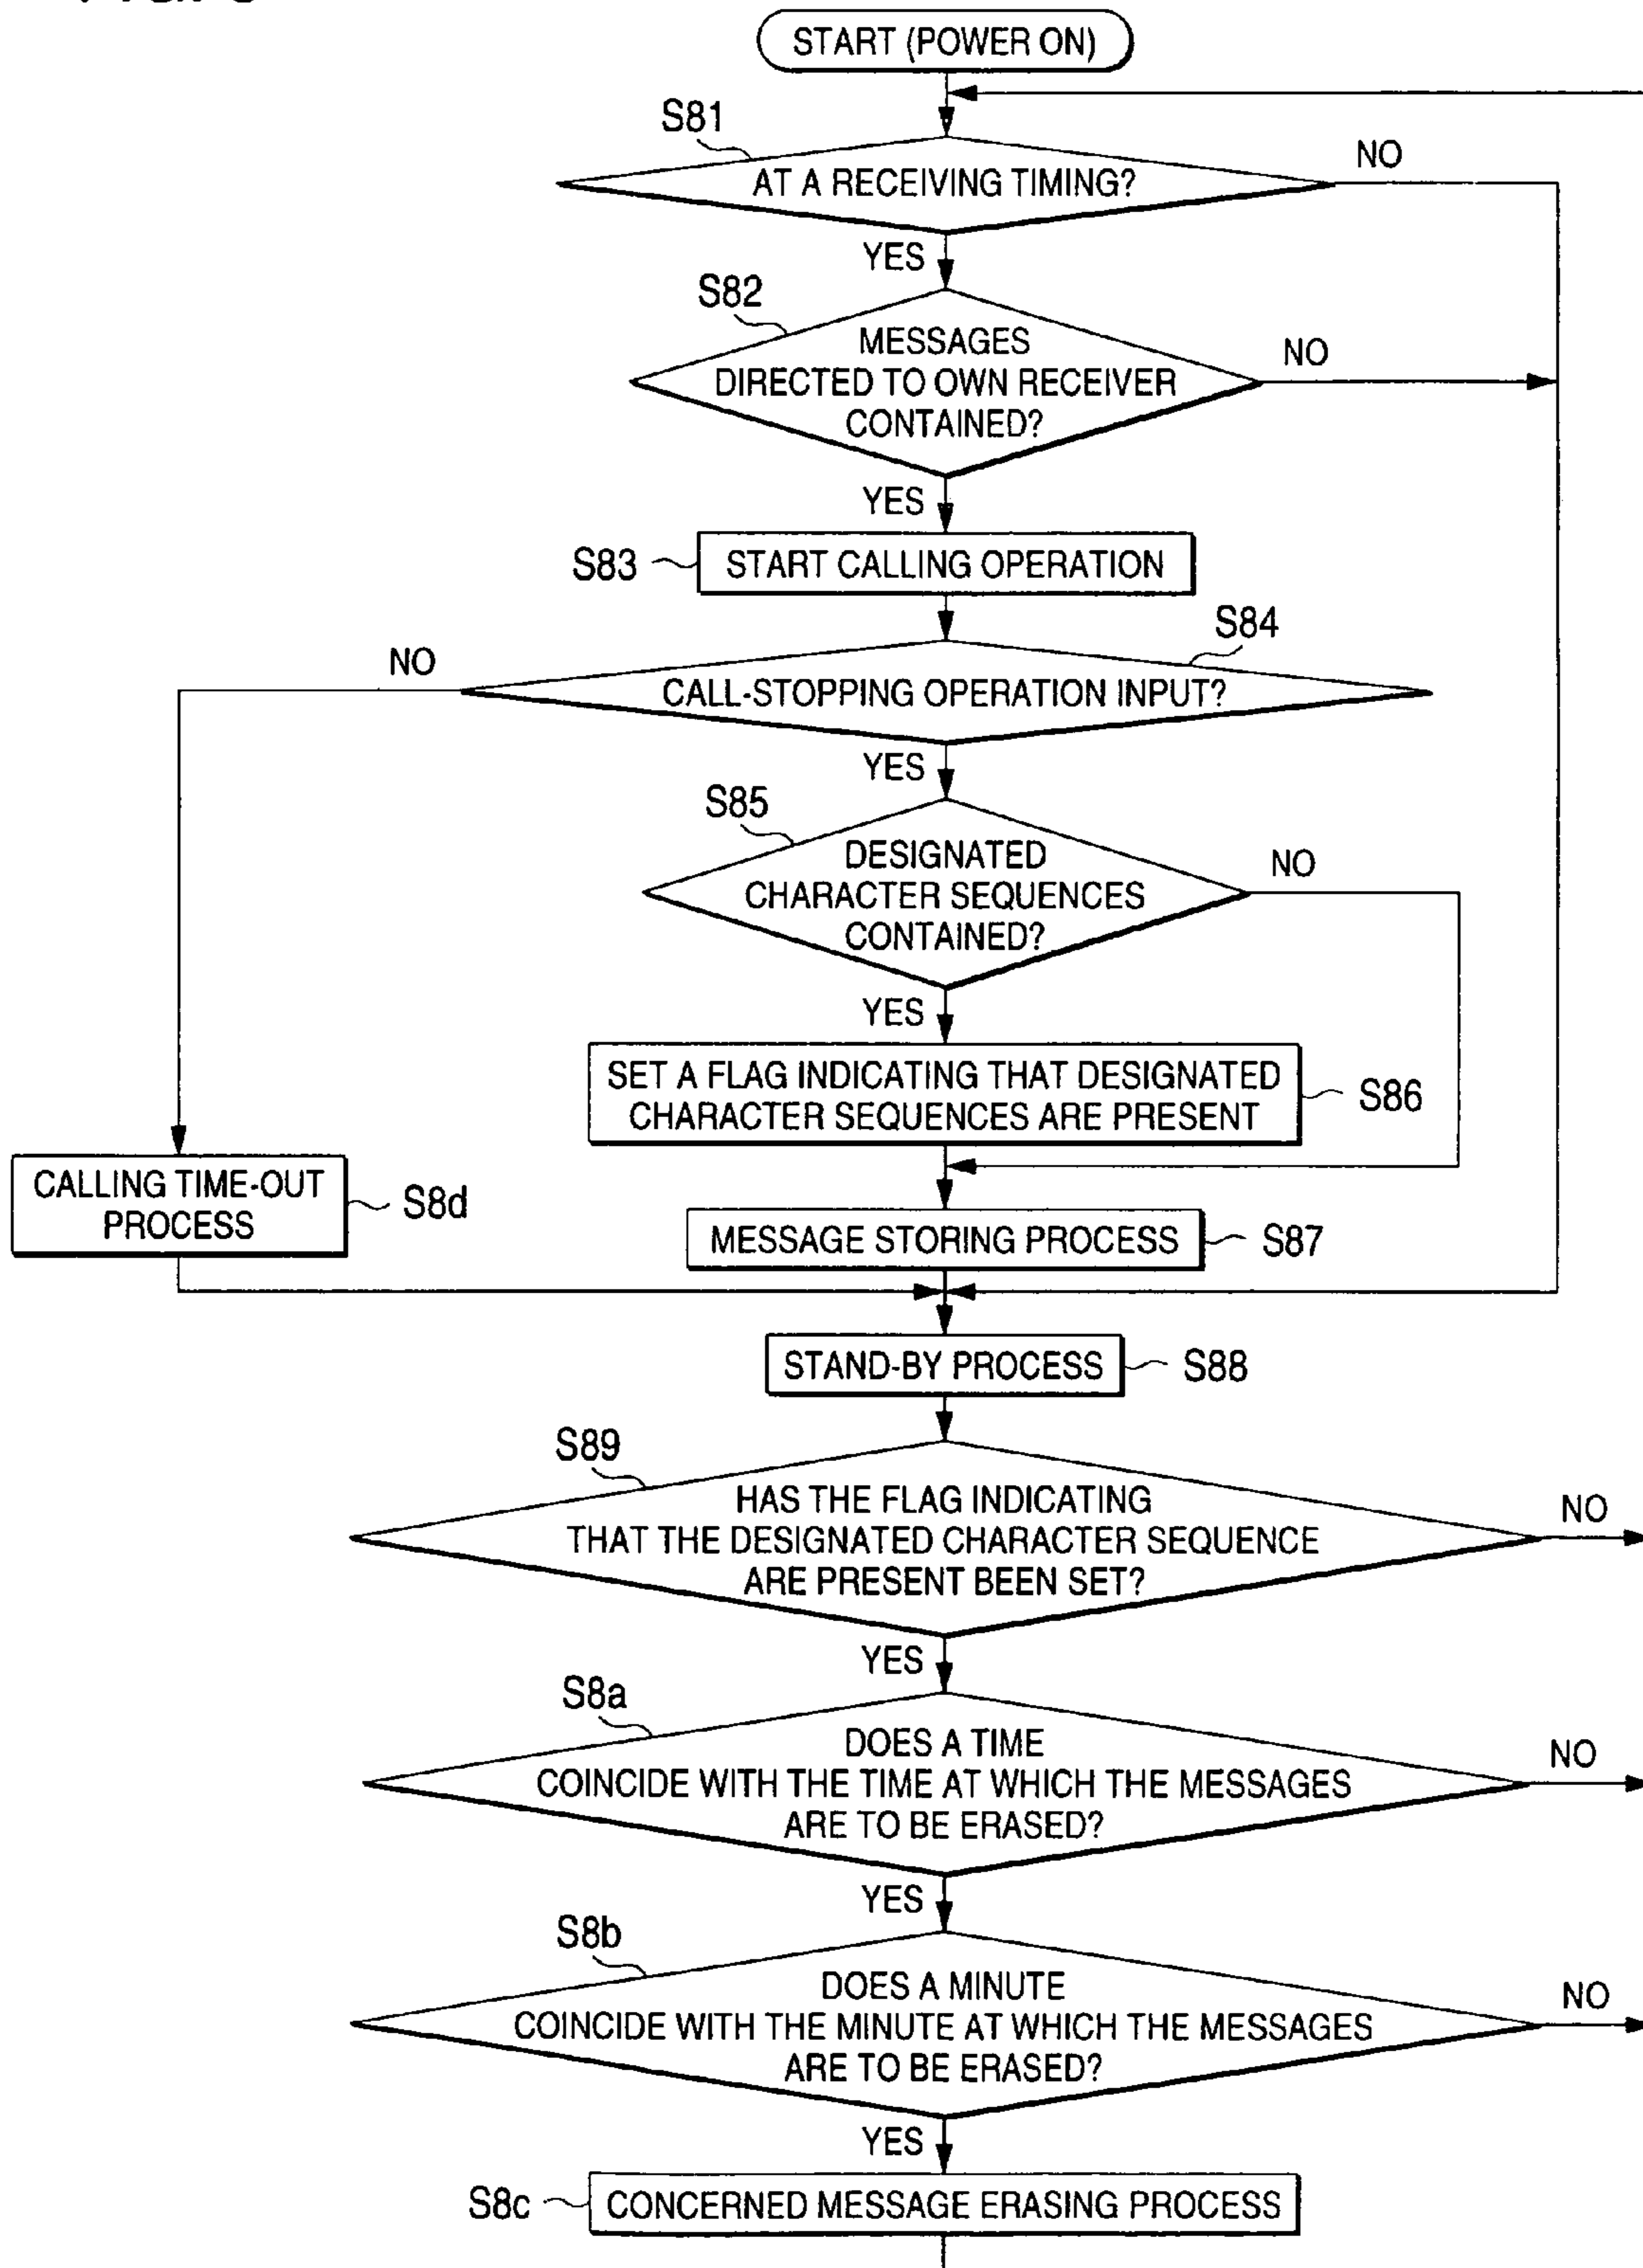 START (POWER ON)
S81
AT A RECEIVING TIMING?
NO
YES
S82
MESSAGES
DIRECTED TO OWN RECEIVER
CONTAINED?
NO
YES
S83
START CALLING OPERATION
S84
NO
CALL-STOPPING OPERATION INPUT?
YES
S85
DESIGNATED
CHARACTER SEQUENCES
CONTAINED?
NO
YES
SET A FLAG INDICATING THAT DESIGNATED
CHARACTER SEQUENCES ARE PRESENT
S86
CALLING TIME-OUT
PROCESS
S8d
MESSAGE STORING PROCESS
S87
STAND-BY PROCESS
S88
S89
HAS THE FLAG INDICATING
THAT THE DESIGNATED CHARACTER SEQUENCE
ARE PRESENT BEEN SET?
NO
YES
S8a
DOES A TIME
COINCIDE WITH THE TIME AT WHICH THE MESSAGES
ARE TO BE ERASED?
NO
YES
S8b
DOES A MINUTE
COINCIDE WITH THE MINUTE AT WHICH THE MESSAGES
ARE TO BE ERASED?
NO
YES
S8c
CONCERNED MESSAGE ERASING PROCESS